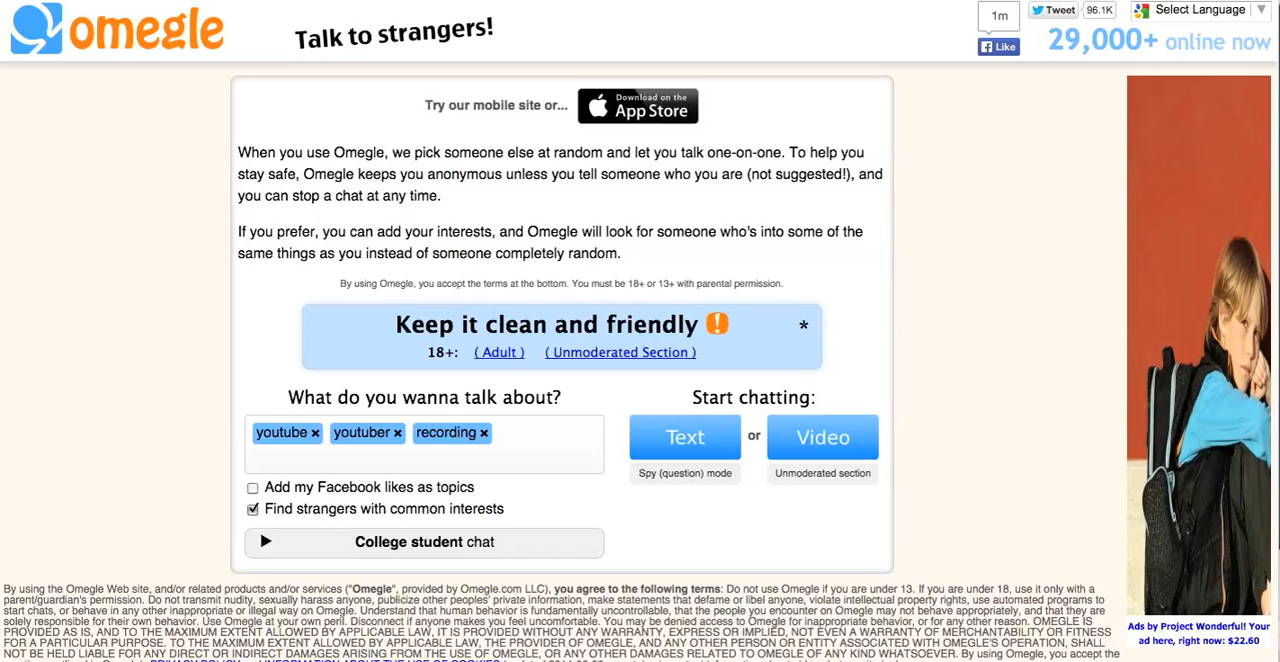 omegle
Talk to strangers!
1m
Like
Tweet
96.1K
Select Language
29,000+ online now
Try our mobile site or...
Download on the
App Store
When you use Omegle, we pick someone else at random and let you talk one-on-one. To help you
stay safe, Omegle keeps you anonymous unless you tell someone who you are (not suggested!), and
you can stop a chat at any time.
If you prefer, you can add your interests, and Omegle will look for someone who's into some of the
same things as you instead of someone completely random.
By using Omegle, you accept the terms at the bottom. You must be 18+ or 13+ with parental permission.
Keep it clean and friendly ! *
18+: ( Adult ) ( Unmoderated Section )
What do you wanna talk about?
youtube × youtuber × recording ×
Add my Facebook likes as topics
Find strangers with common interests
College student chat
Start chatting:
Text or Video
Spy (question) mode
Unmoderated section
By using the Omegle Web site, and/or related products and/or services ("Omegle", provided by Omegle.com LLC), you agree to the following terms: Do not use Omegle if you are under 13. If you are under 18, use it only with a
parent/guardian's permission. Do not transmit nudity, sexually harass anyone, publicize other peoples' private information, make statements that defame or libel anyone, violate intellectual property rights, use automated programs to
start chats, or behave in any other inappropriate or illegal way on Omegle. Understand that human behavior is fundamentally uncontrollable, that the people you encounter on Omegle may not behave appropriately, and that they are
solely responsible for their own behavior. Use Omegle at your own peril. Disconnect if anyone makes you feel uncomfortable. You may be denied access to Omegle for inappropriate behavior, or for any other reason. OMEGLE IS
PROVIDED AS IS, AND TO THE MAXIMUM EXTENT ALLOWED BY APPLICABLE LAW, IT IS PROVIDED WITHOUT ANY WARRANTY, EXPRESS OR IMPLIED, NOT EVEN A WARRANTY OF MERCHANTABILITY OR FITNESS
FOR A PARTICULAR PURPOSE. TO THE MAXIMUM EXTENT ALLOWED BY APPLICABLE LAW, THE PROVIDER OF OMEGLE, AND ANY OTHER PERSON OR ENTITY ASSOCIATED WITH OMEGLE'S OPERATION, SHALL
NOT BE HELD LIABLE FOR ANY DIRECT OR INDIRECT DAMAGES ARISING FROM THE USE OF OMEGLE, OR ANY OTHER DAMAGES RELATED TO OMEGLE OF ANY KIND WHATSOEVER. By using Omegle, you accept the
Ads by Project Wonderful! Your
ad here, right now: $22.60